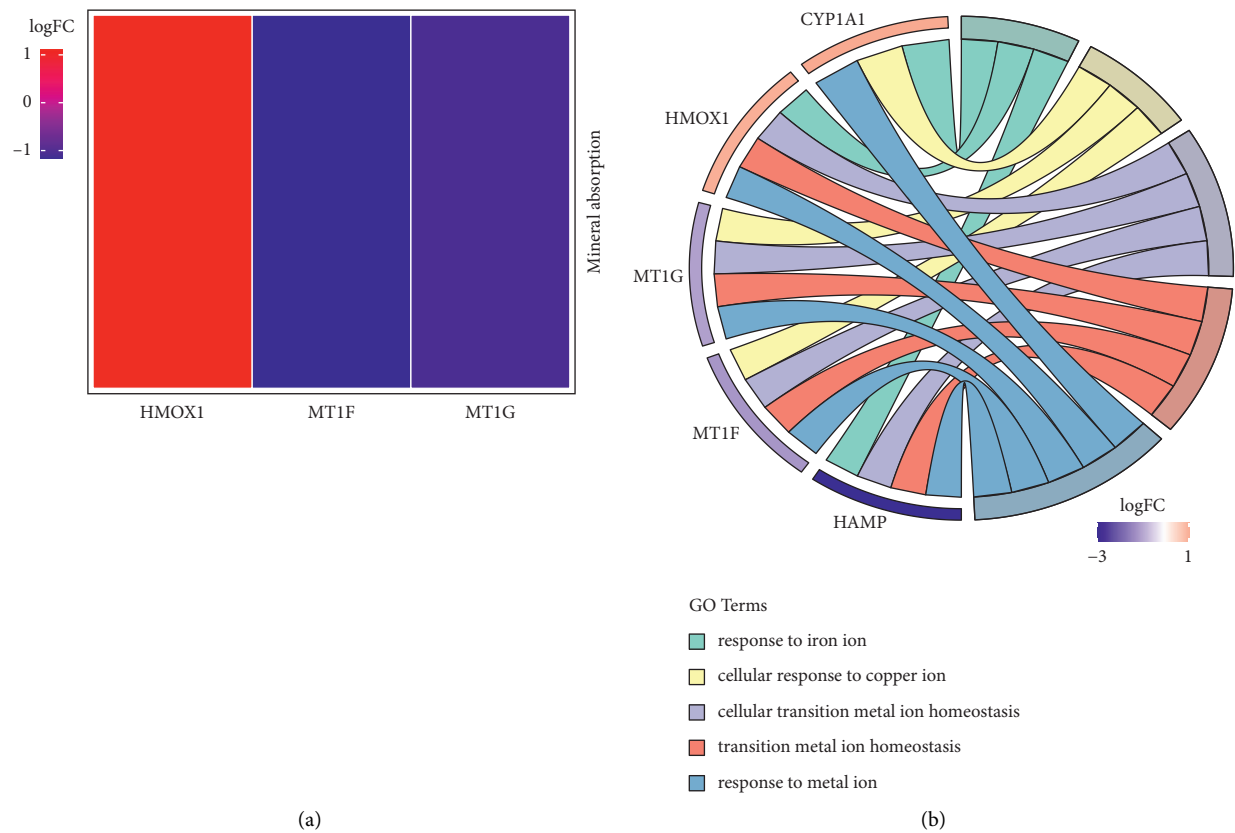 logFC
1
0
−1
HMOX1
MT1F
MT1G
Mineral absorption
(a)
CYP1A1
HMOX1
MT1G
MT1F
HAMP
logFC
−3
1
GO Terms
response to iron ion
cellular response to copper ion
cellular transition metal ion homeostasis
transition metal ion homeostasis
response to metal ion
(b)